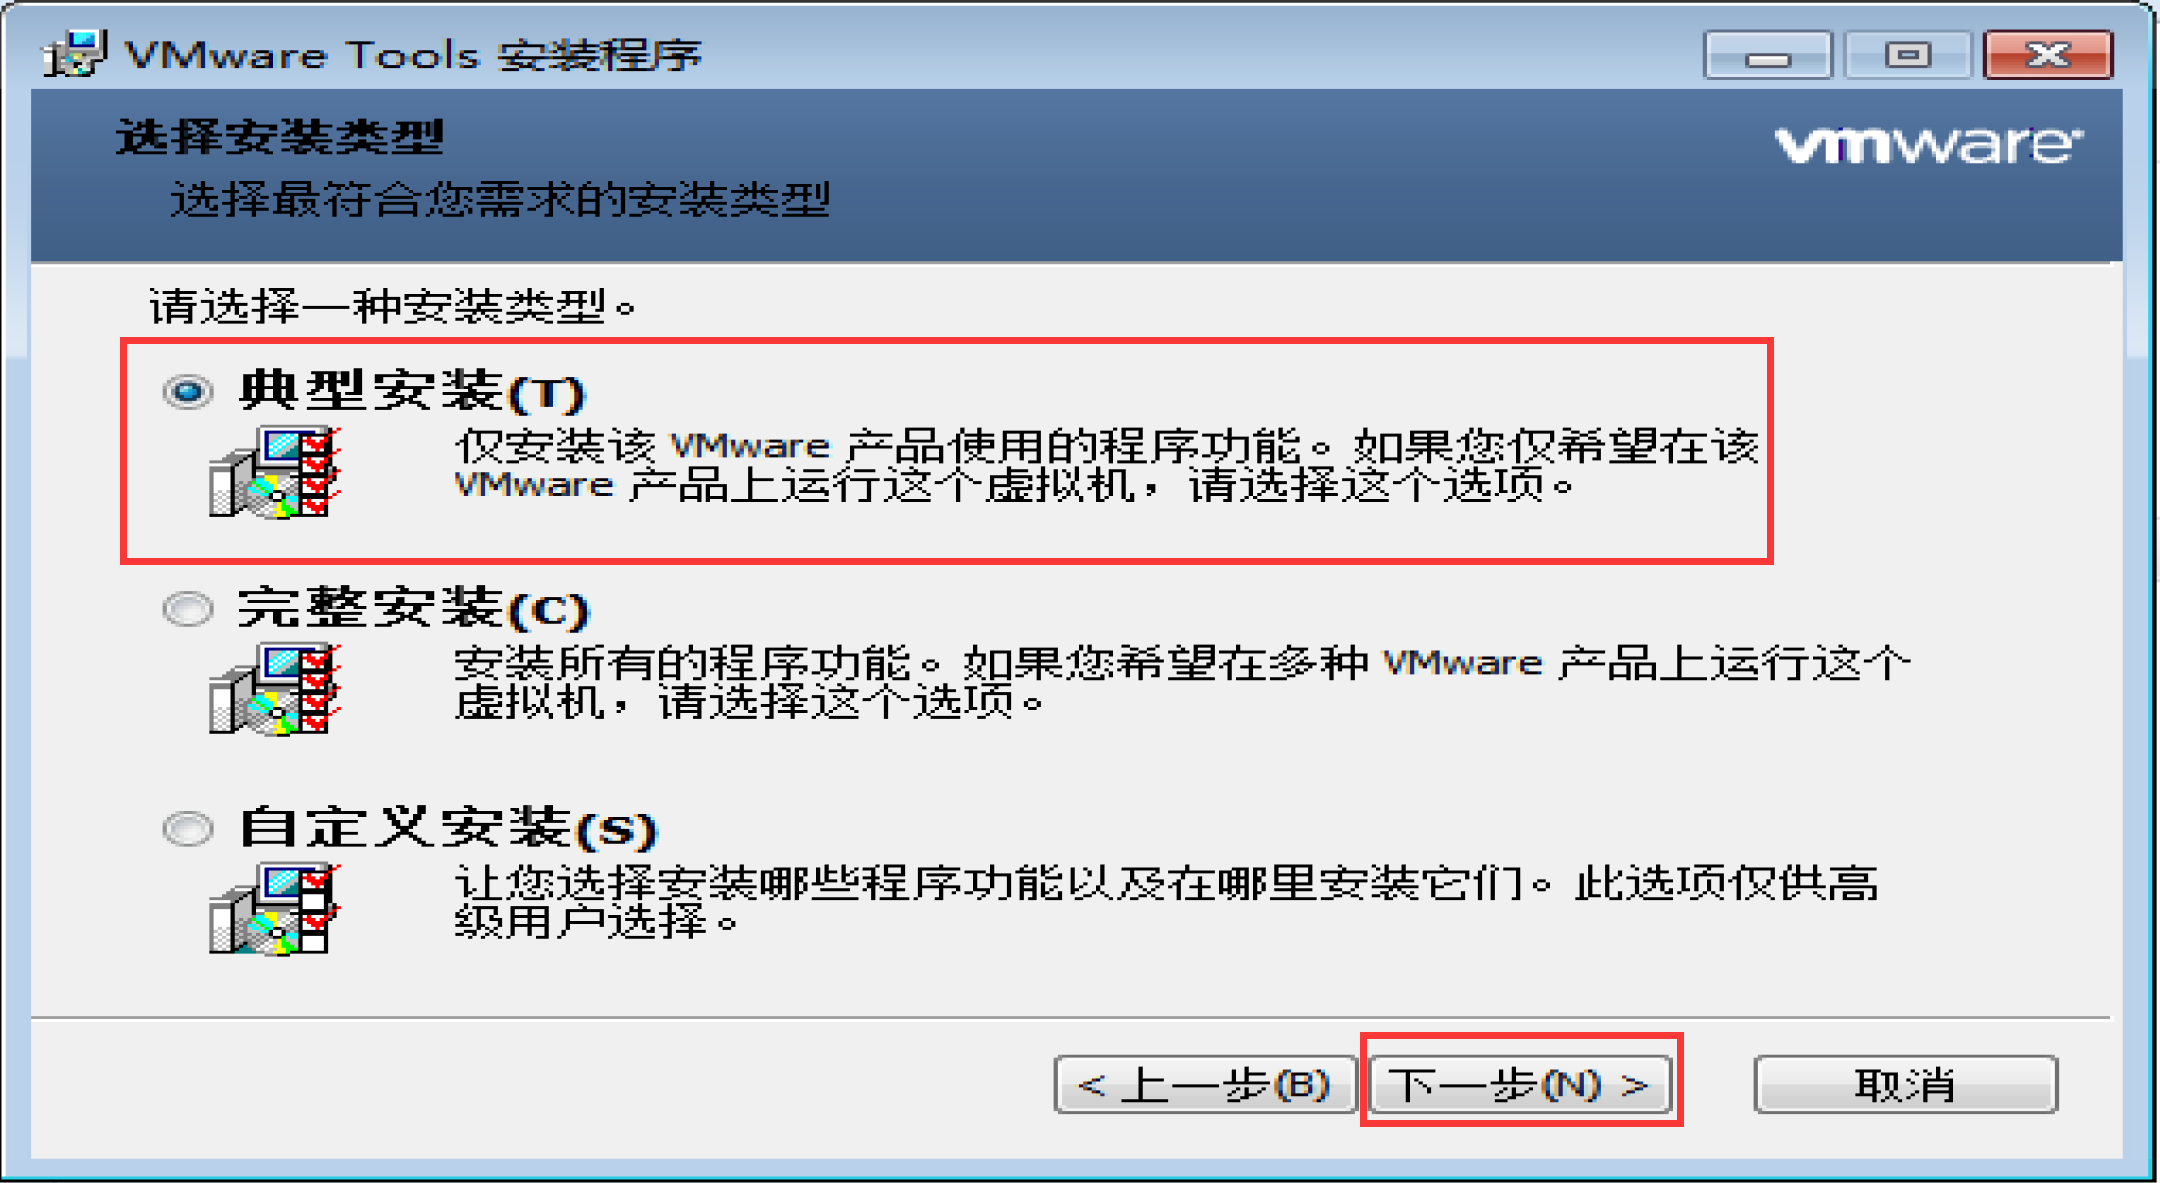 VMware Tools 安装程序
选择安装类型
vmware
选择最符合您需求的安装类型
请选择一种安装类型。
典型安装(T)
仅安装该 VMware 产品使用的程序功能。如果您仅希望在该
VMware 产品上运行这个虚拟机，请选择这个选项。
完整安装(C)
安装所有的程序功能。如果您希望在多种 VMware 产品上运行这个
虚拟机，请选择这个选项。
自定义安装(S)
让您选择安装哪些程序功能以及在哪里安装它们。此选项仅供高
级用户选择。
< 上一步(B) 下一步(N) > 取消